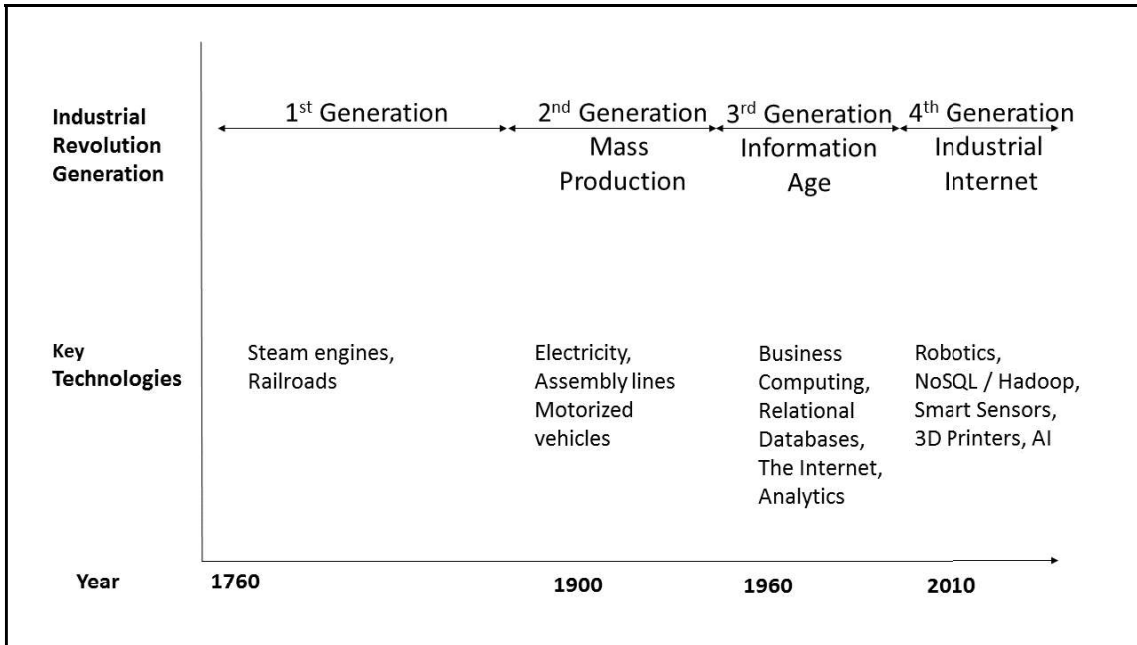 Industrial
Revolution
Generation
1st Generation
2nd Generation
Mass
Production
3rd Generation
Information
Age
4th Generation
Industrial
Internet
Key
Technologies
Steam engines,
Railroads
Electricity,
Assembly lines
Motorized
vehicles
Business
Computing,
Relational
Databases,
The Internet,
Analytics
Robotics,
NoSQL / Hadoop,
Smart Sensors,
3D Printers, AI
Year
1760
1900
1960
2010